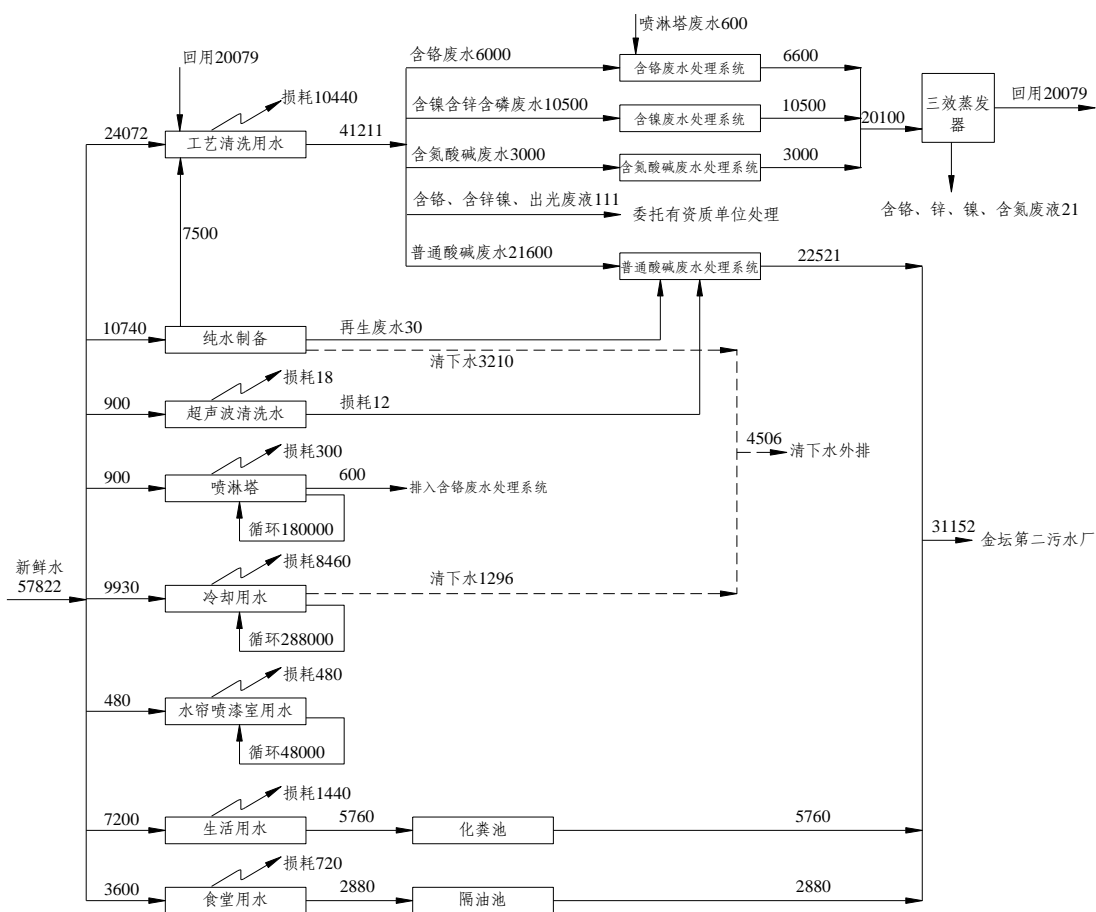 喷淋塔废水600
回用20079
含铬废水6000
含铬废水处理系统
6600
损耗10440
含镍含锌含磷废水10500
含镍废水处理系统
10500
20100
三效蒸发
器
回用20079
24072
工艺清洗用水
41211
含氮酸碱废水3000
含氮酸碱废水处理系统
3000
含铬、含锌镍、出光废液111
委托有资质单位处理
含铬、锌、镍、含氮废液21
7500
普通酸碱废水21600
普通酸碱废水处理系统
22521
10740
纯水制备
再生废水30
清下水3210
损耗18
900
超声波清洗水
损耗12
4506
清下水外排
损耗300
900
喷淋塔
600
排入含铬废水处理系统
循环180000
31152
金坛第二污水厂
新鲜水
57822
损耗8460
9930
冷却用水
清下水1296
循环288000
损耗480
480
水帘喷漆室用水
循环48000
损耗1440
7200
生活用水
5760
化粪池
5760
损耗720
3600
食堂用水
2880
隔油池
2880